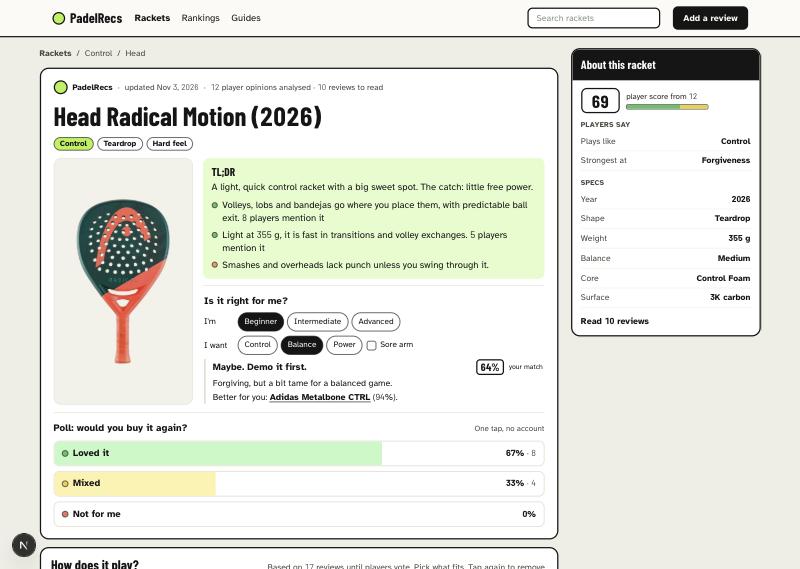 PadelRecs
Rackets
Rankings
Guides
Search rackets
Add a review
Rackets / Control / Head
PadelRecs · updated Nov 3, 2026 · 12 player opinions analysed · 10 reviews to read
Head Radical Motion (2026)
Control
Teardrop
Hard feel
TL;DR
A light, quick control racket with a big sweet spot. The catch: little free power.
Volleys, lobs and bandejas go where you place them, with predictable ball
exit. 8 players mention it
Light at 355 g, it is fast in transitions and volley exchanges. 5 players
mention it
Smashes and overheads lack punch unless you swing through it.
Is it right for me?
I'm Beginner Intermediate Advanced
I want Control Balance Power Sore arm
Maybe. Demo it first. 64% your match
Forgiving, but a bit tame for a balanced game.
Better for you: Adidas Metalbone CTRL (94%).
Poll: would you buy it again? One tap, no account
Loved it 67% · 8
Mixed 33% · 4
Not for me 0%
How does it play? Based on 17 reviews until players vote. Pick what fits. Tap again to remove
N
About this racket
69 player score from 12
PLAYERS SAY
Plays like Control
Strongest at Forgiveness
SPECS
Year 2026
Shape Teardrop
Weight 355 g
Balance Medium
Core Control Foam
Surface 3K carbon
Read 10 reviews